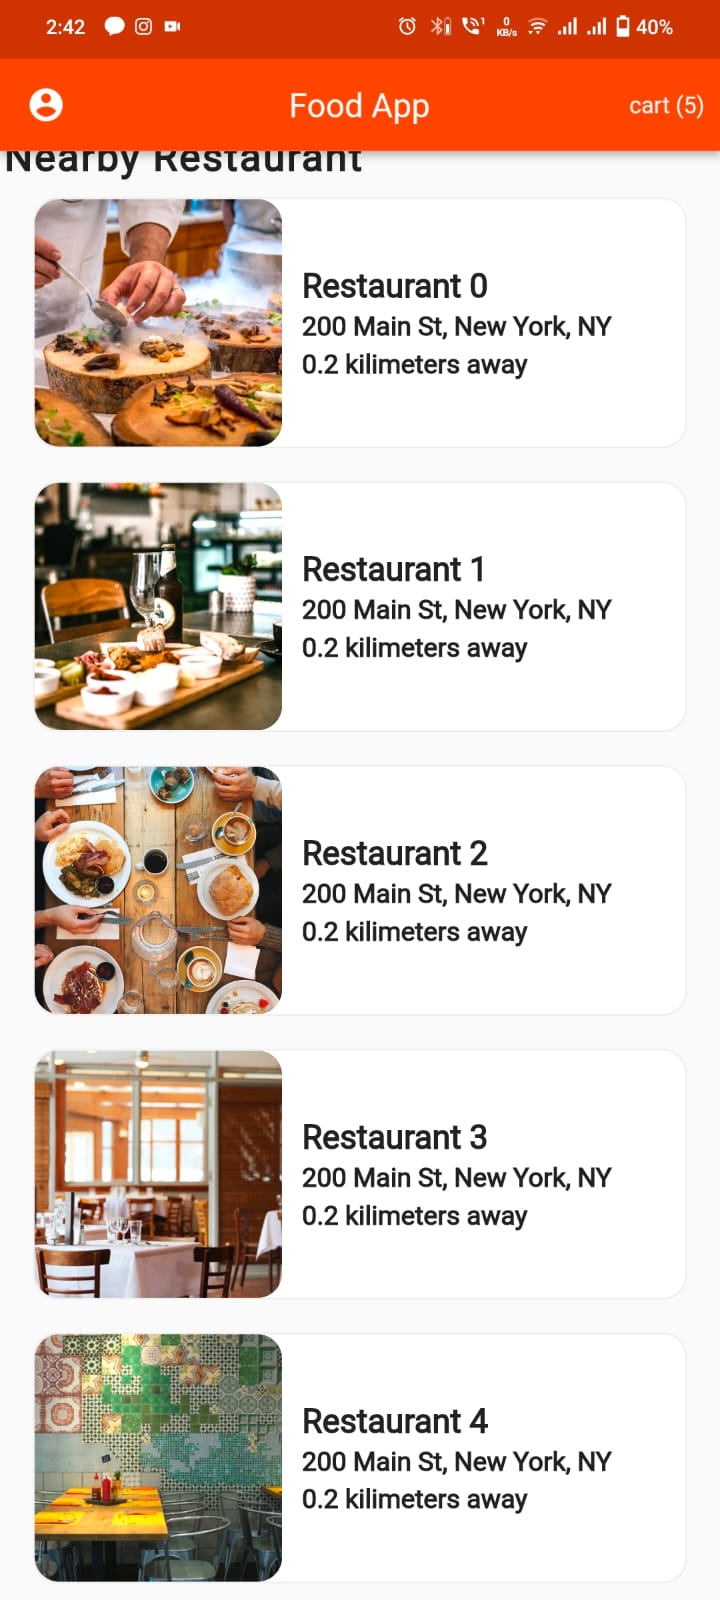 2:42 0 KB/s 40%
Food App cart (5)
Nearby Restaurant
Restaurant 0
200 Main St, New York, NY
0.2 kilimeters away
Restaurant 1
200 Main St, New York, NY
0.2 kilimeters away
Restaurant 2
200 Main St, New York, NY
0.2 kilimeters away
Restaurant 3
200 Main St, New York, NY
0.2 kilimeters away
Restaurant 4
200 Main St, New York, NY
0.2 kilimeters away